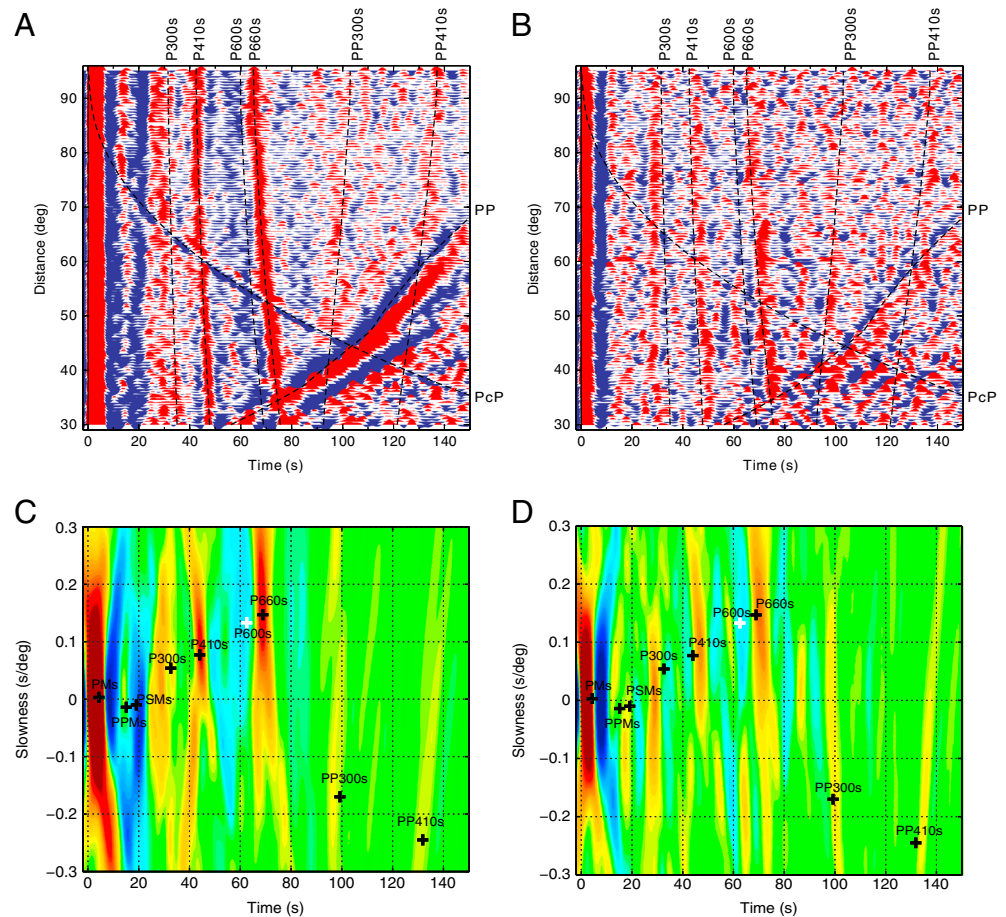 A
P300s
P410s
P600s
P660s
PP300s
PP410s
90
80
70
60
50
40
30
Distance (deg)
PP
PcP
0 20 40 60 80 100 120 140
Time (s)
B
P300s
P410s
P600s
P660s
PP300s
PP410s
90
80
70
60
50
40
30
Distance (deg)
PP
PcP
0 20 40 60 80 100 120 140
Time (s)
C
0.3
0.2
0.1
0
−0.1
−0.2
−0.3
Slowness (s/deg)
P660s
P600s
P410s
P300s
PMs
PSMs
PPMs
PP300s
PP410s
0 20 40 60 80 100 120 140
Time (s)
D
0.3
0.2
0.1
0
−0.1
−0.2
−0.3
Slowness (s/deg)
P660s
P600s
P410s
P300s
PMs
PSMs
PPMs
PP300s
PP410s
0 20 40 60 80 100 120 140
Time (s)